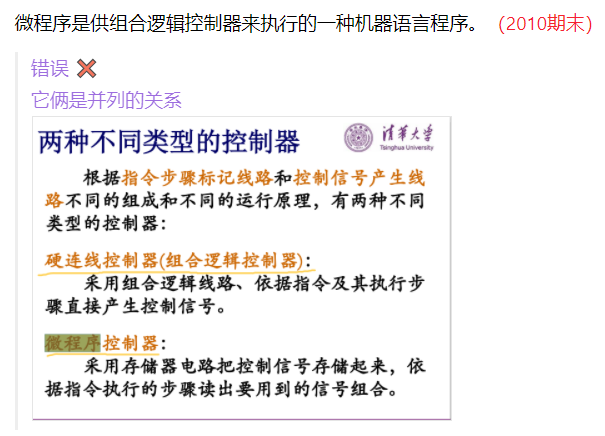 微程序是供组合逻辑控制器来执行的一种机器语言程序。（2010期末）
错误 ❌
它俩是并列的关系
两种不同类型的控制器
清华大学
Tsinghua University
根据指令步骤标记线路和控制信号产生线
路不同的组成和不同的运行原理，有两种不同
类型的控制器：
硬连线控制器(组合逻辑控制器)：
采用组合逻辑线路、依据指令及其执行步
骤直接产生控制信号。
微程序控制器：
采用存储器电路把控制信号存储起来，依
据指令执行的步骤读出要用到的信号组合。